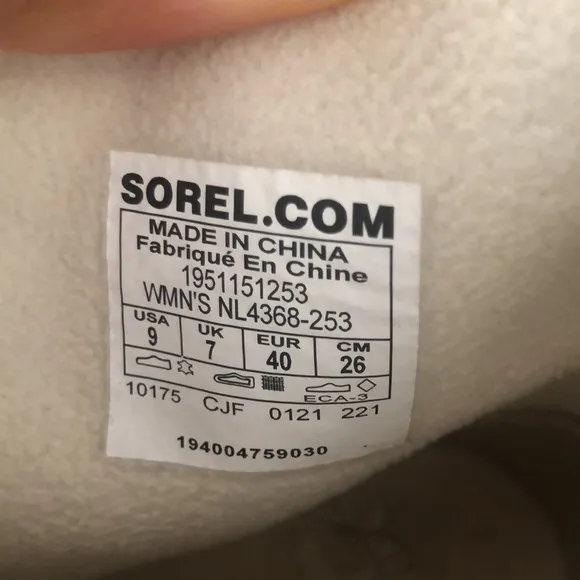 SOREL.COM
MADE IN CHINA
Fabriqué En Chine
1951151253
WMN'S NL4368-253
USA UK EUR CM
9 7 40 26
ECA-3
10175 CJF 0121 221
194004759030